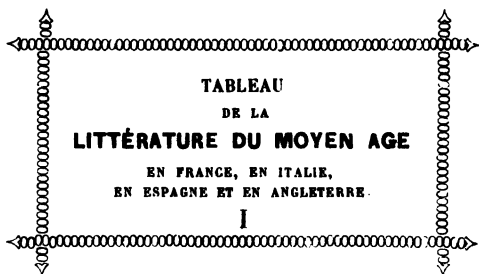 TABLEAU
DE LA
LITTÉRATURE DU MOYEN AGE
EN FRANCE, EN ITALIE,
EN ESPAGNE ET EN ANGLETERRE
I